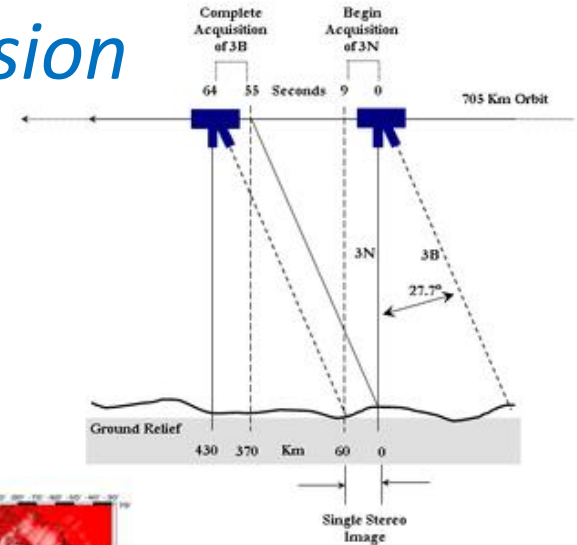 sion
Complete
Acquisition
of 3B
Begin
Acquisition
of 3N
64 55 Seconds 9 0
705 Km Orbit
3N
3B
27.7°
Ground Relief
430 370 Km 60 0
Single Stereo
Image